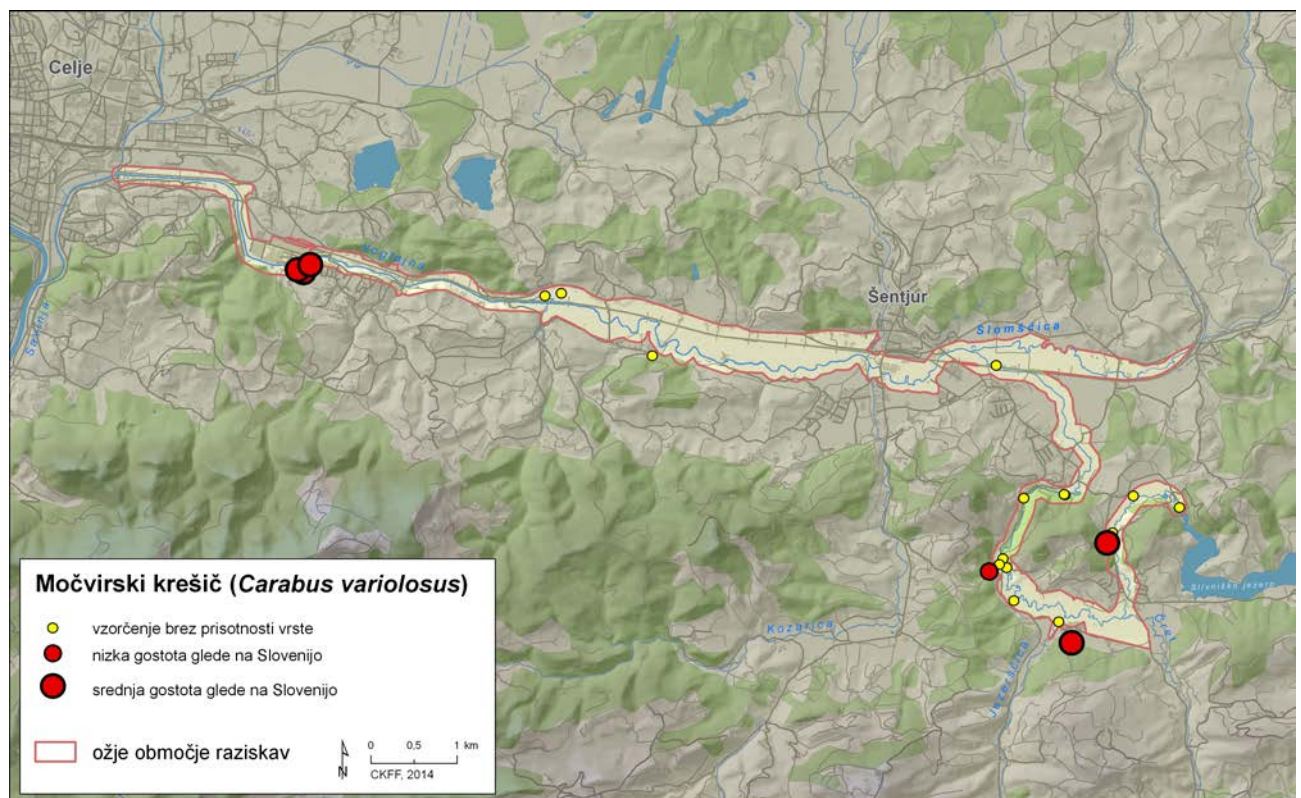 Celje
Voglajna
Savinja
Šentjur
Slomščica
Slivniško jezero
Čret
Kozarica
Jezerščica
Močvirski krešič (Carabus variolosus)
vzorčenje brez prisotnosti vrste
nizka gostota glede na Slovenijo
srednja gostota glede na Slovenijo
ožje območje raziskav
N
0 0,5 1 km
CKFF, 2014